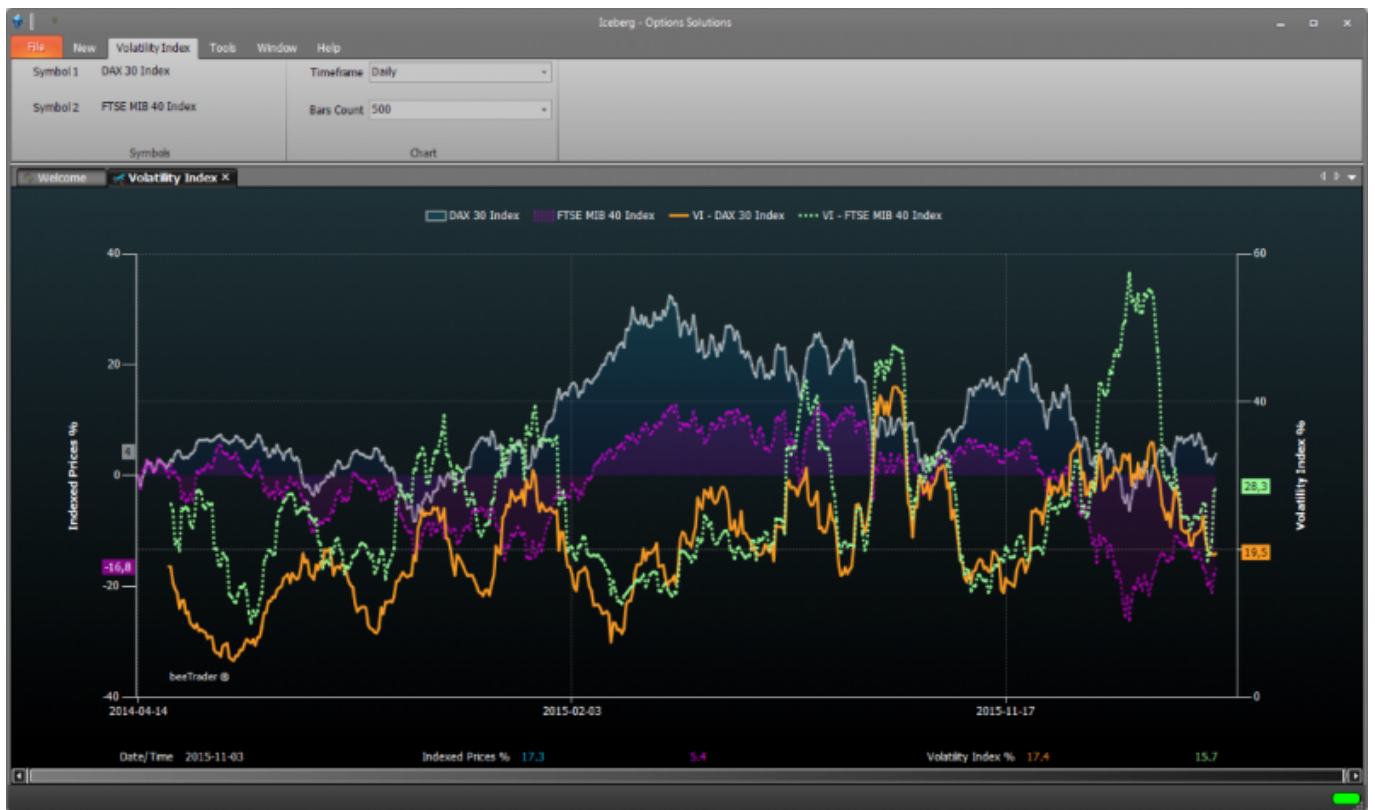 Iceberg - Options Solutions
File New Volatility Index Tools Window Help
Symbol 1 DAX 30 Index Timeframe Daily
Symbol 2 FTSE MIB 40 Index Bars Count 500
Symbols Chart
Welcome Volatility Index
DAX 30 Index FTSE MIB 40 Index VI - DAX 30 Index VI - FTSE MIB 40 Index
40 60
20
40
4
0
28,3
19,5
-16,8
-20
-40 0
Indexed Prices %
Volatility Index %
beeTrader ®
2014-04-14 2015-02-03 2015-11-17
Date/Time 2015-11-03 Indexed Prices % 17.3 5.4 Volatility Index % 17.4 15.7